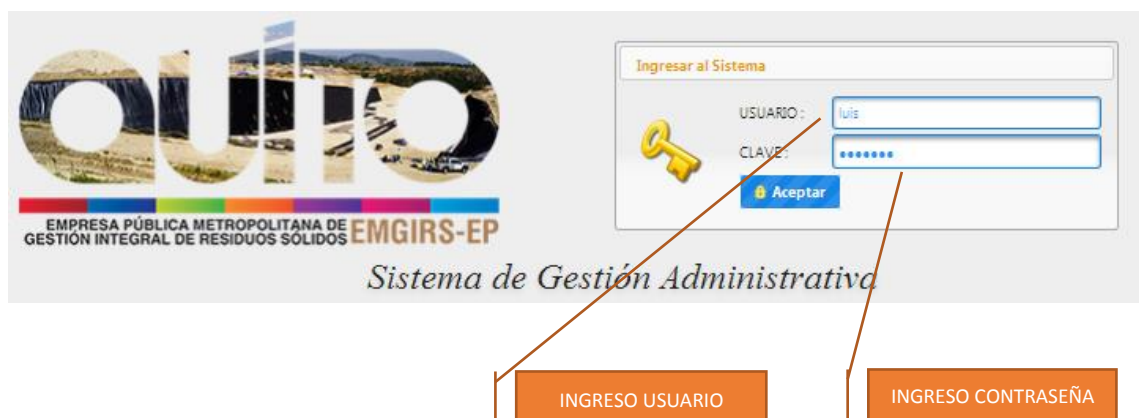 QUITO
EMPRESA PÚBLICA METROPOLITANA DE
GESTIÓN INTEGRAL DE RESIDUOS SÓLIDOS
EMGIRS-EP
Ingresar al Sistema
USUARIO :
luis
CLAVE :
•••••••
Aceptar
Sistema de Gestión Administrativa
INGRESO USUARIO
INGRESO CONTRASEÑA